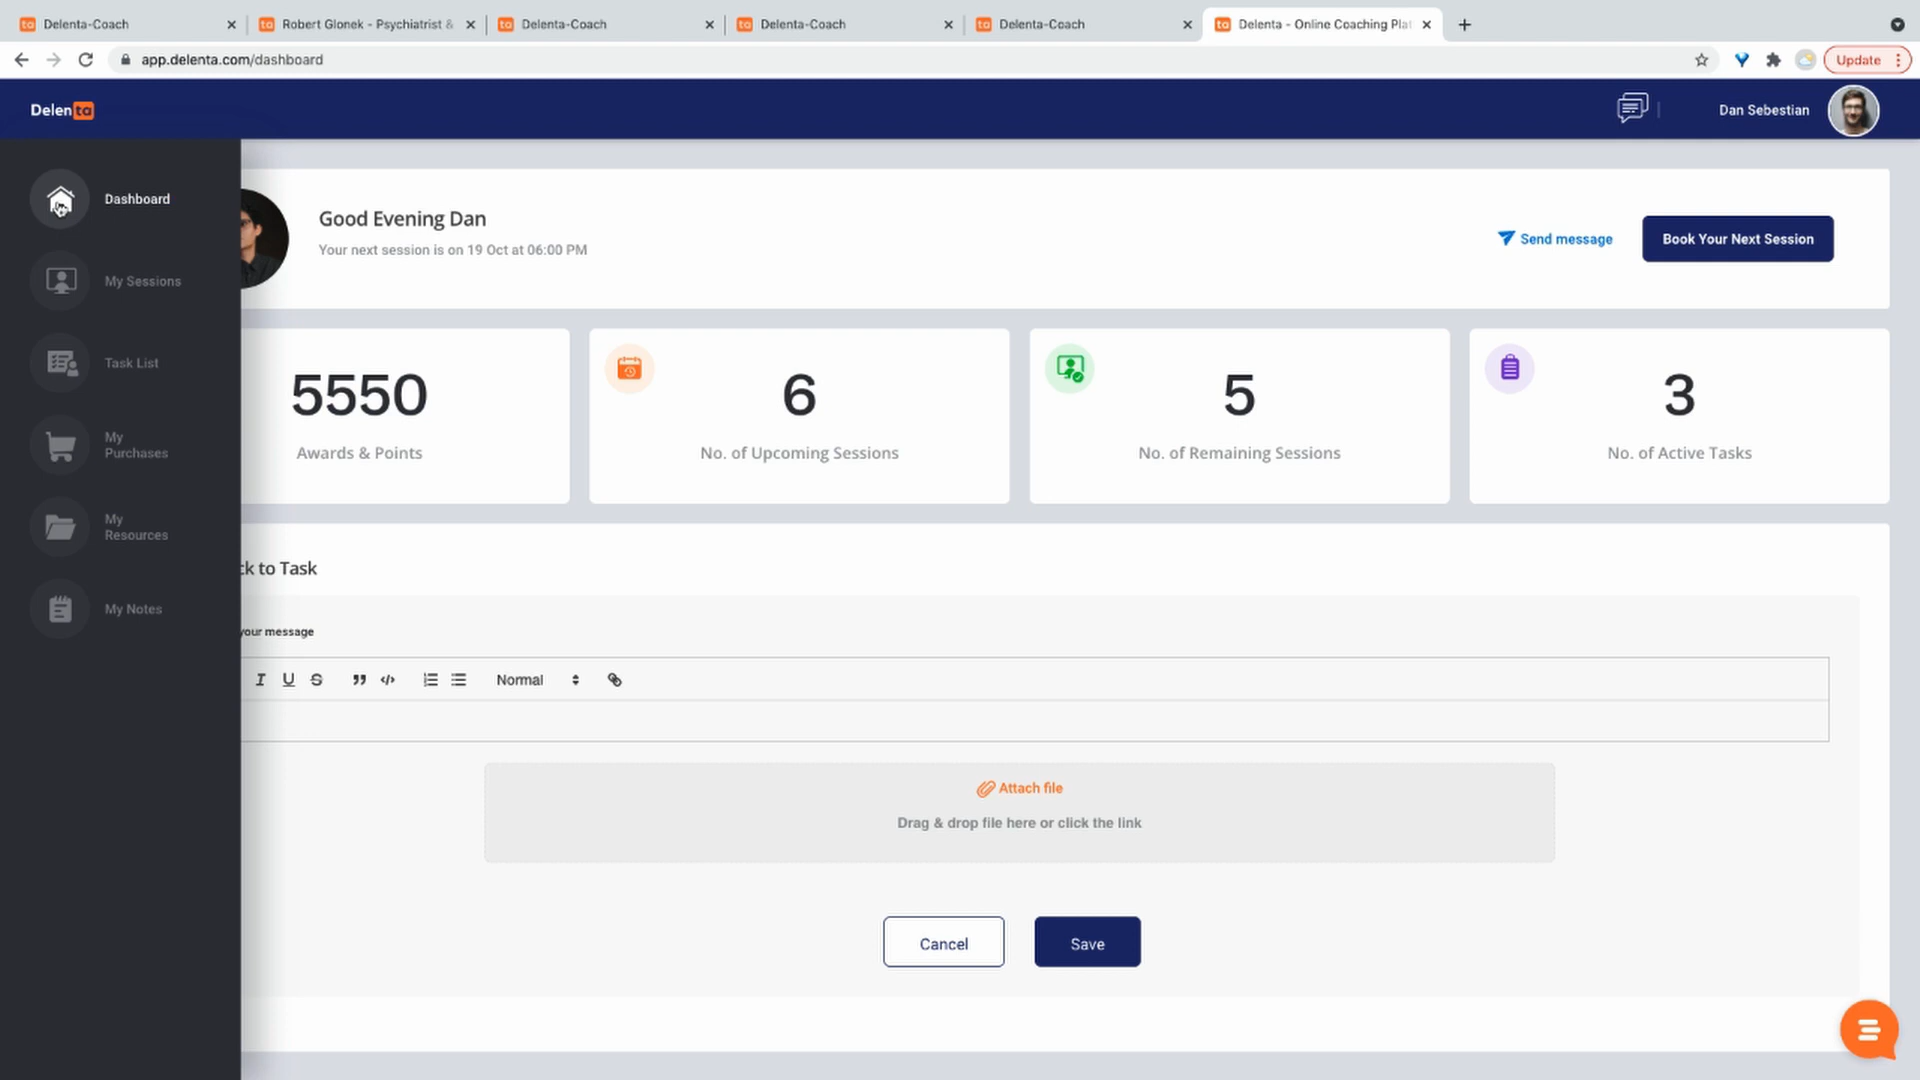 Delenta-Coach
Robert Glonek - Psychiatrist &
Delenta-Coach
Delenta-Coach
Delenta-Coach
Delenta - Online Coaching Plat
app.delenta.com/dashboard
Update
Delenta
Dan Sebestian
Dashboard
My Sessions
Task List
My
Purchases
My
Resources
My Notes
Good Evening Dan
Your next session is on 19 Oct at 06:00 PM
Send message
Book Your Next Session
5550
Awards & Points
6
No. of Upcoming Sessions
5
No. of Remaining Sessions
3
No. of Active Tasks
ck to Task
your message
I U S
Normal
Attach file
Drag & drop file here or click the link
Cancel
Save